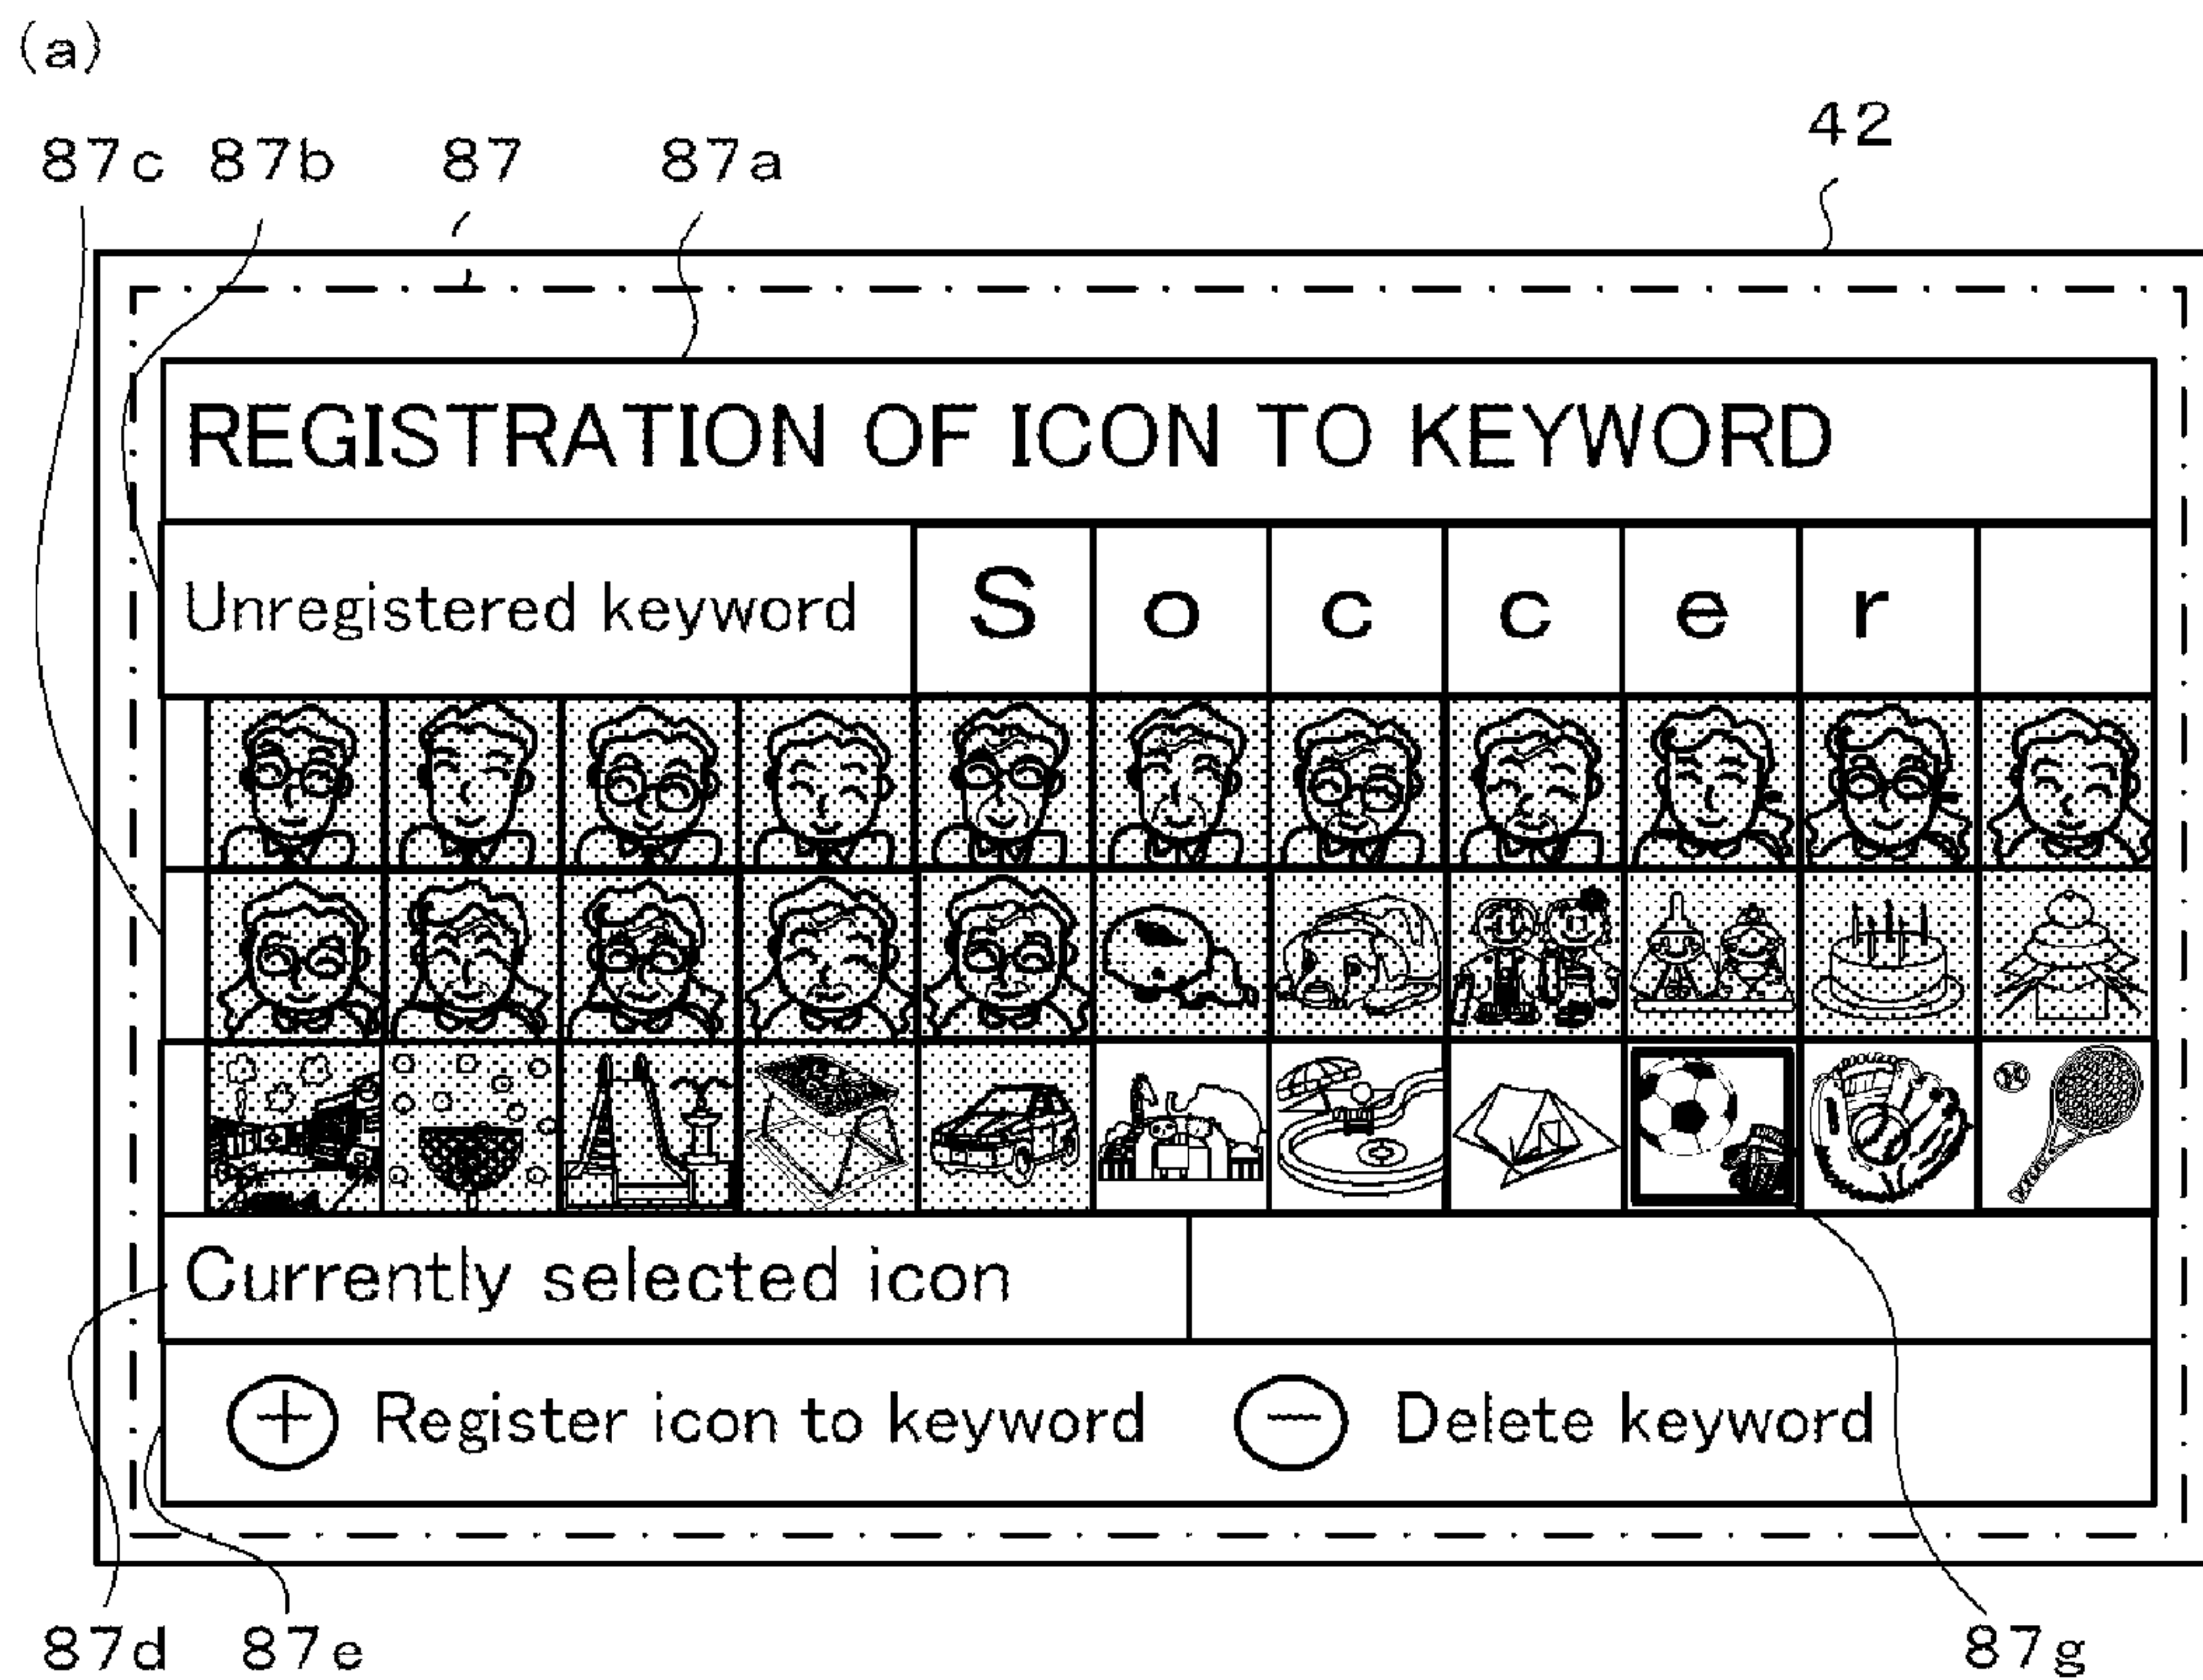 (a)
42
87c 87b 87 87a
REGISTRATION OF ICON TO KEYWORD
Unregistered keyword S o c c e r
Currently selected icon
+ Register icon to keyword − Delete keyword
87d 87e 87g